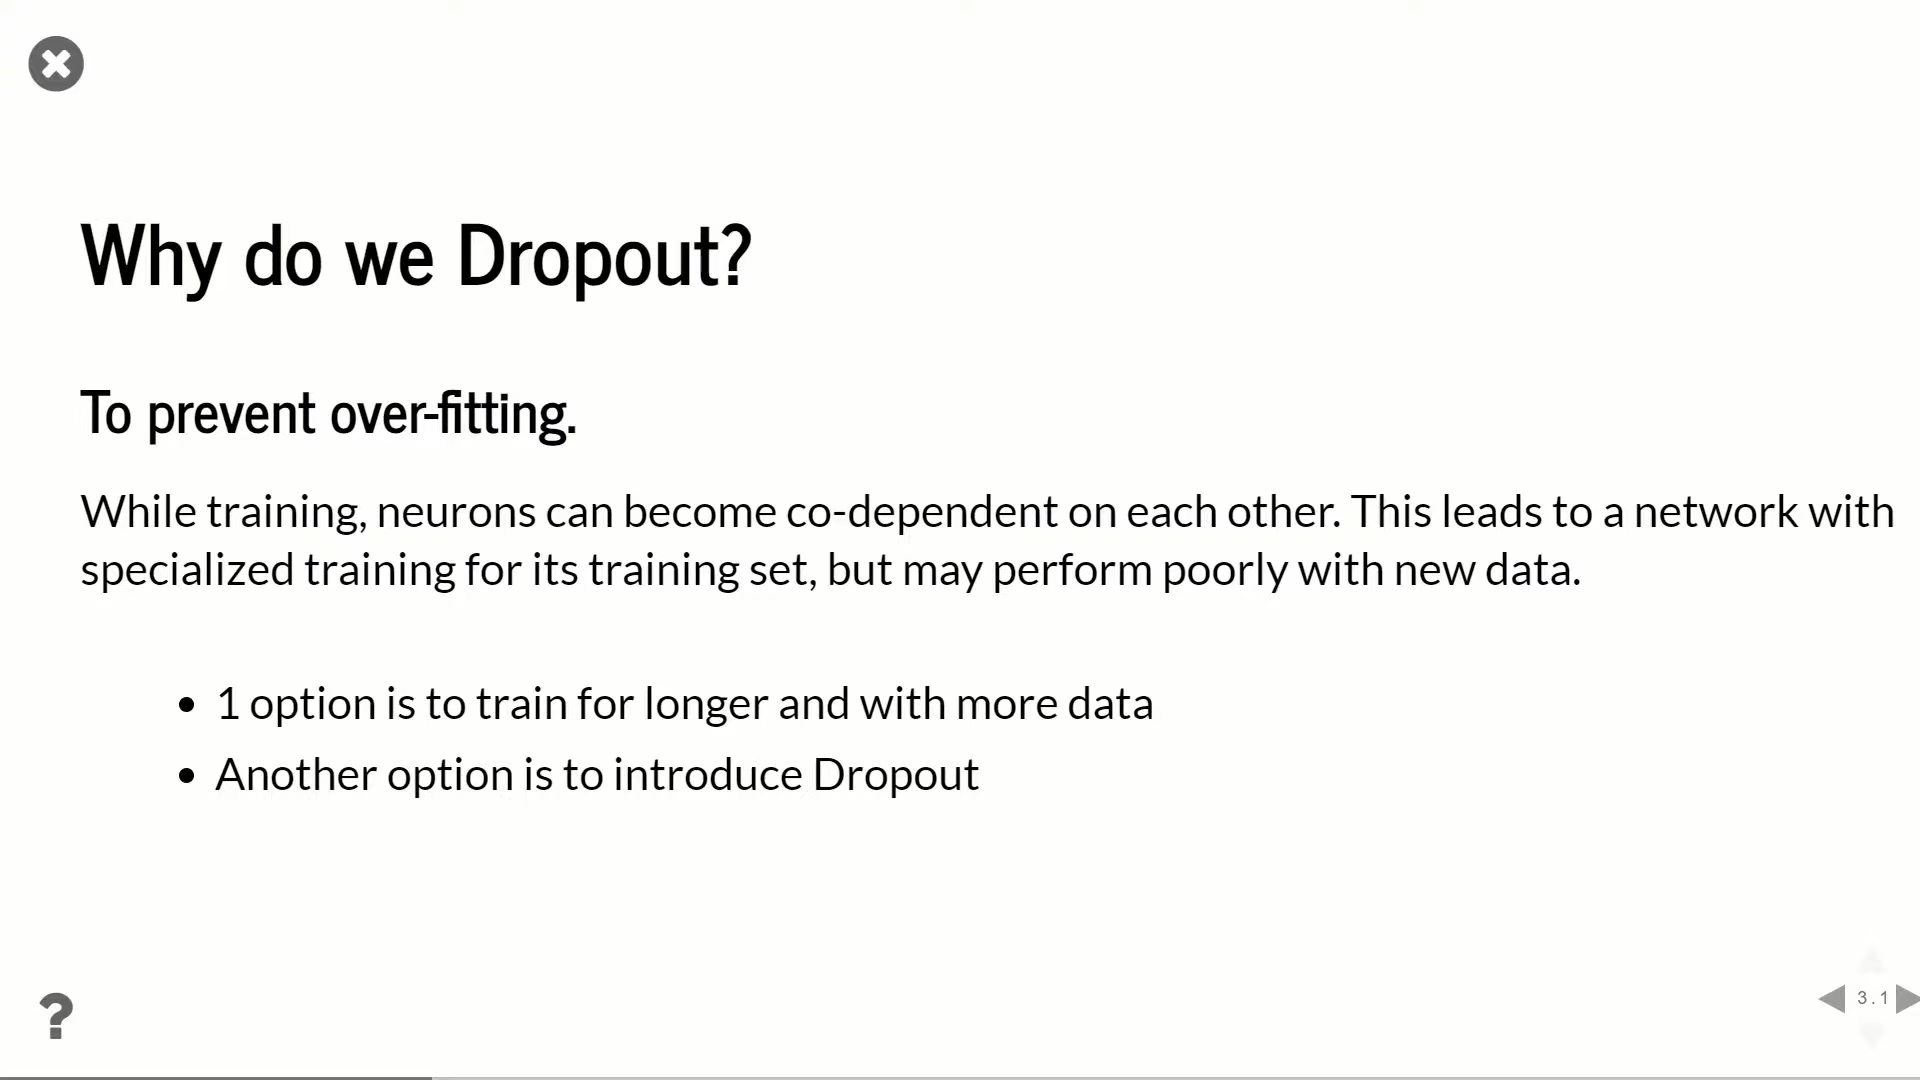 Why do we Dropout?
To prevent over-fitting.
While training, neurons can become co-dependent on each other. This leads to a network with
specialized training for its training set, but may perform poorly with new data.
• 1 option is to train for longer and with more data
• Another option is to introduce Dropout
?
3.1